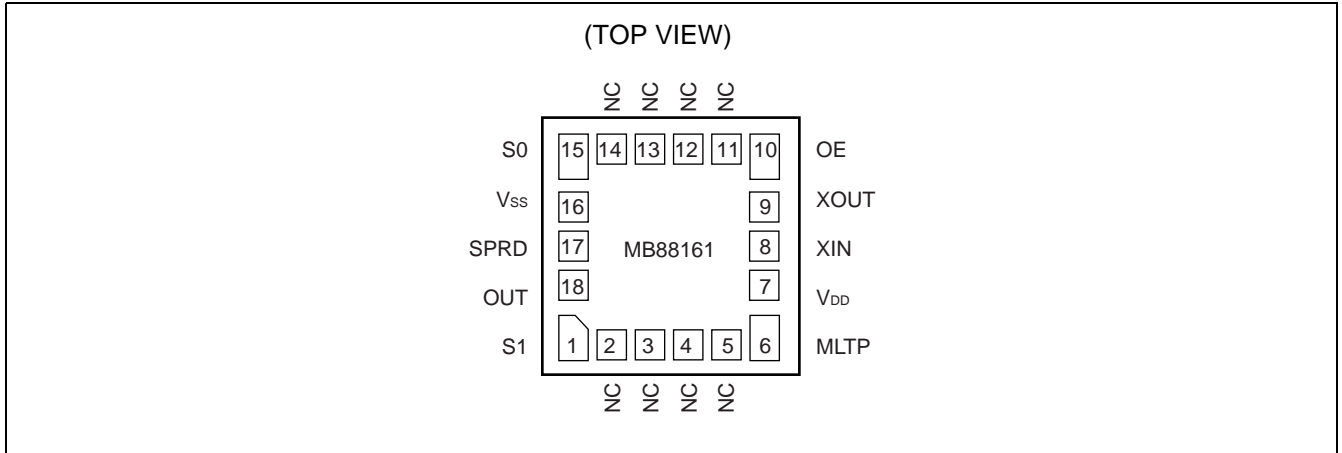 (TOP VIEW)
NC NC NC NC
S0 15 14 13 12 11 10 OE
VSS 16 9 XOUT
SPRD 17 MB88161 8 XIN
OUT 18 7 VDD
S1 1 2 3 4 5 6 MLTP
NC NC NC NC